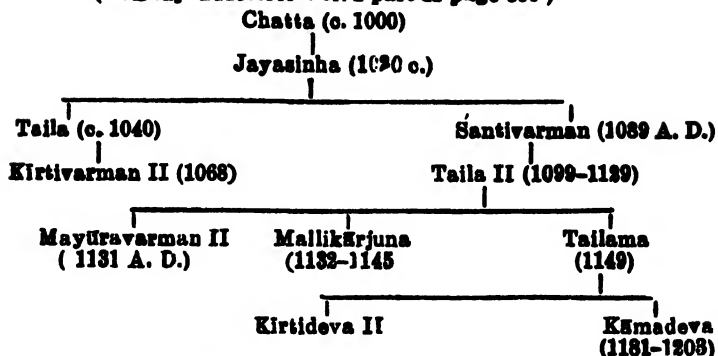 Chatta (c. 1000)
Jayasinha (1020 c.)
Taila (c. 1040) Śantivarman (1089 A. D.)
Kīrtivarman II (1068) Taila II (1099-1129)
Mayūravarman II Mallikārjuna Tailama
( 1131 A. D.) (1132-1145 (1149)
Kirtideva II Kāmadeva
(1181-1203)